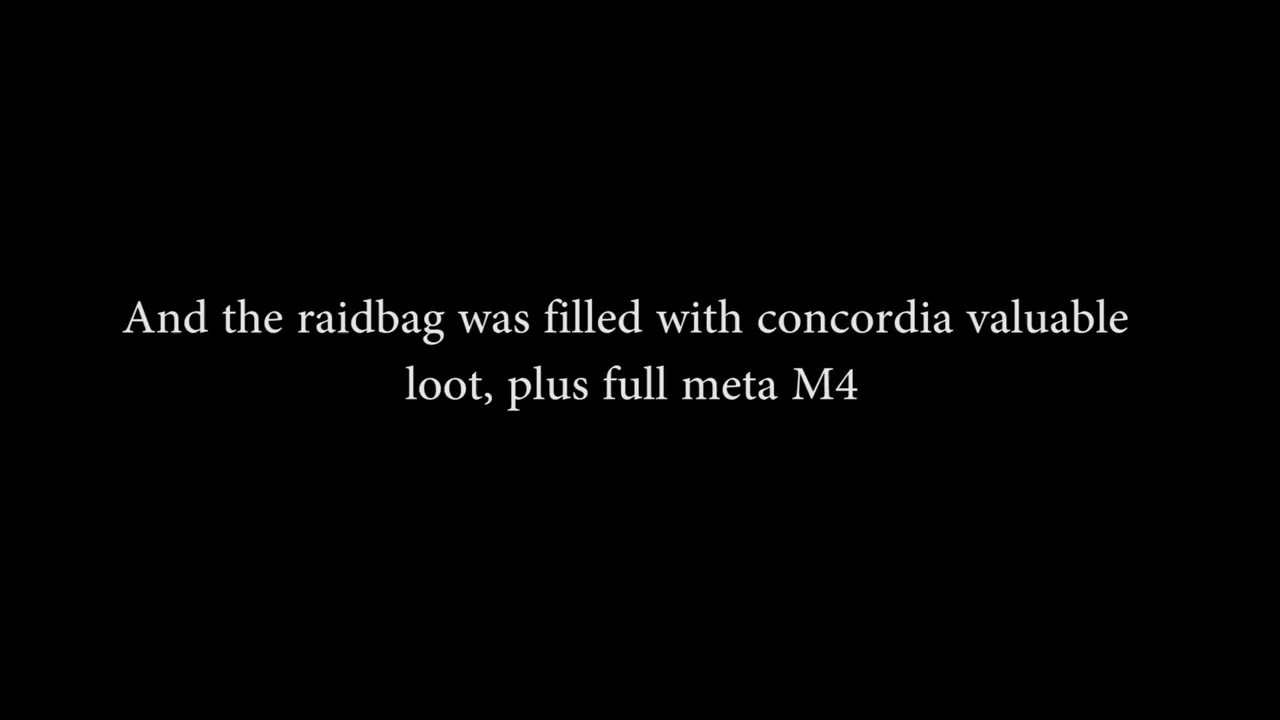 And the raidbag was filled with concordia valuable
loot, plus full meta M4